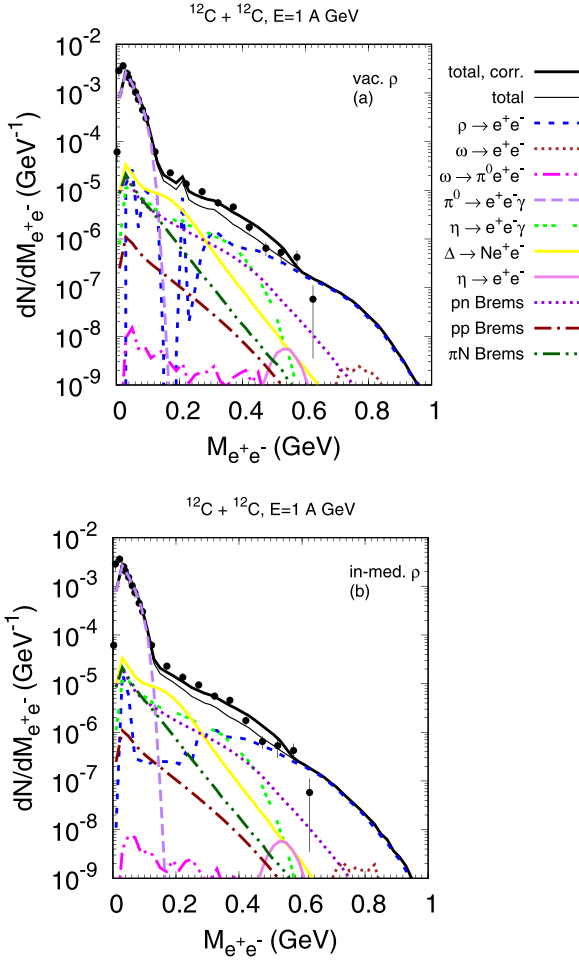 ¹²C + ¹²C, E=1 A GeV
10⁻²
10⁻³
10⁻⁴
10⁻⁵
10⁻⁶
10⁻⁷
10⁻⁸
10⁻⁹
dN/dM_{e⁺e⁻} (GeV⁻¹)
vac. ρ
(a)
0 0.2 0.4 0.6 0.8 1
M_{e⁺e⁻} (GeV)
total, corr.
total
ρ → e⁺e⁻
ω → e⁺e⁻
ω → π⁰e⁺e⁻
π⁰ → e⁺e⁻γ
η → e⁺e⁻γ
Δ → Ne⁺e⁻
η → e⁺e⁻
pn Brems
pp Brems
πN Brems
¹²C + ¹²C, E=1 A GeV
10⁻²
10⁻³
10⁻⁴
10⁻⁵
10⁻⁶
10⁻⁷
10⁻⁸
10⁻⁹
dN/dM_{e⁺e⁻} (GeV⁻¹)
in-med. ρ
(b)
0 0.2 0.4 0.6 0.8 1
M_{e⁺e⁻} (GeV)